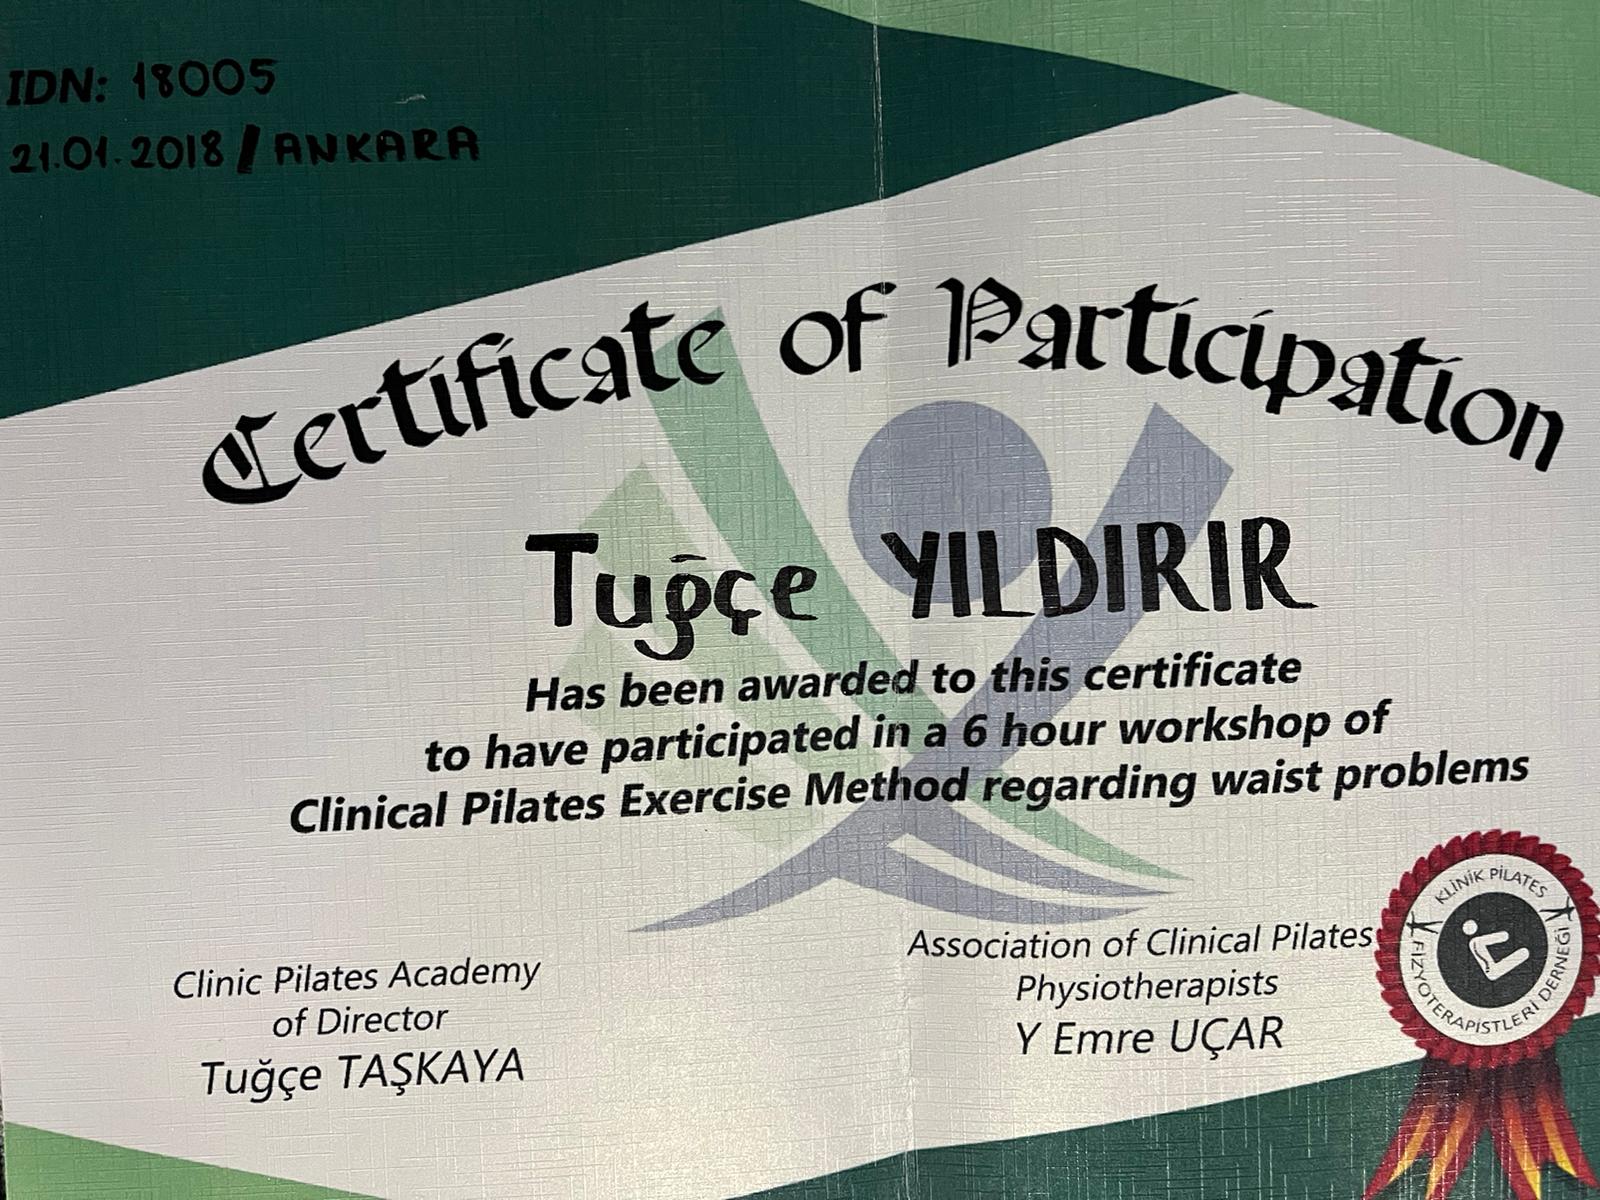 IDN: 18005
21.01.2018 / ANKARA
Certificate of Participation
Tuğçe YILDIRIR
Has been awarded to this certificate
to have participated in a 6 hour workshop of
Clinical Pilates Exercise Method regarding waist problems
Clinic Pilates Academy
of Director
Tuğçe TAŞKAYA
Association of Clinical Pilates
Physiotherapists
Y Emre UÇAR
KLİNİK PİLATES
FİZYOTERAPİSTLERİ DERNEĞİ